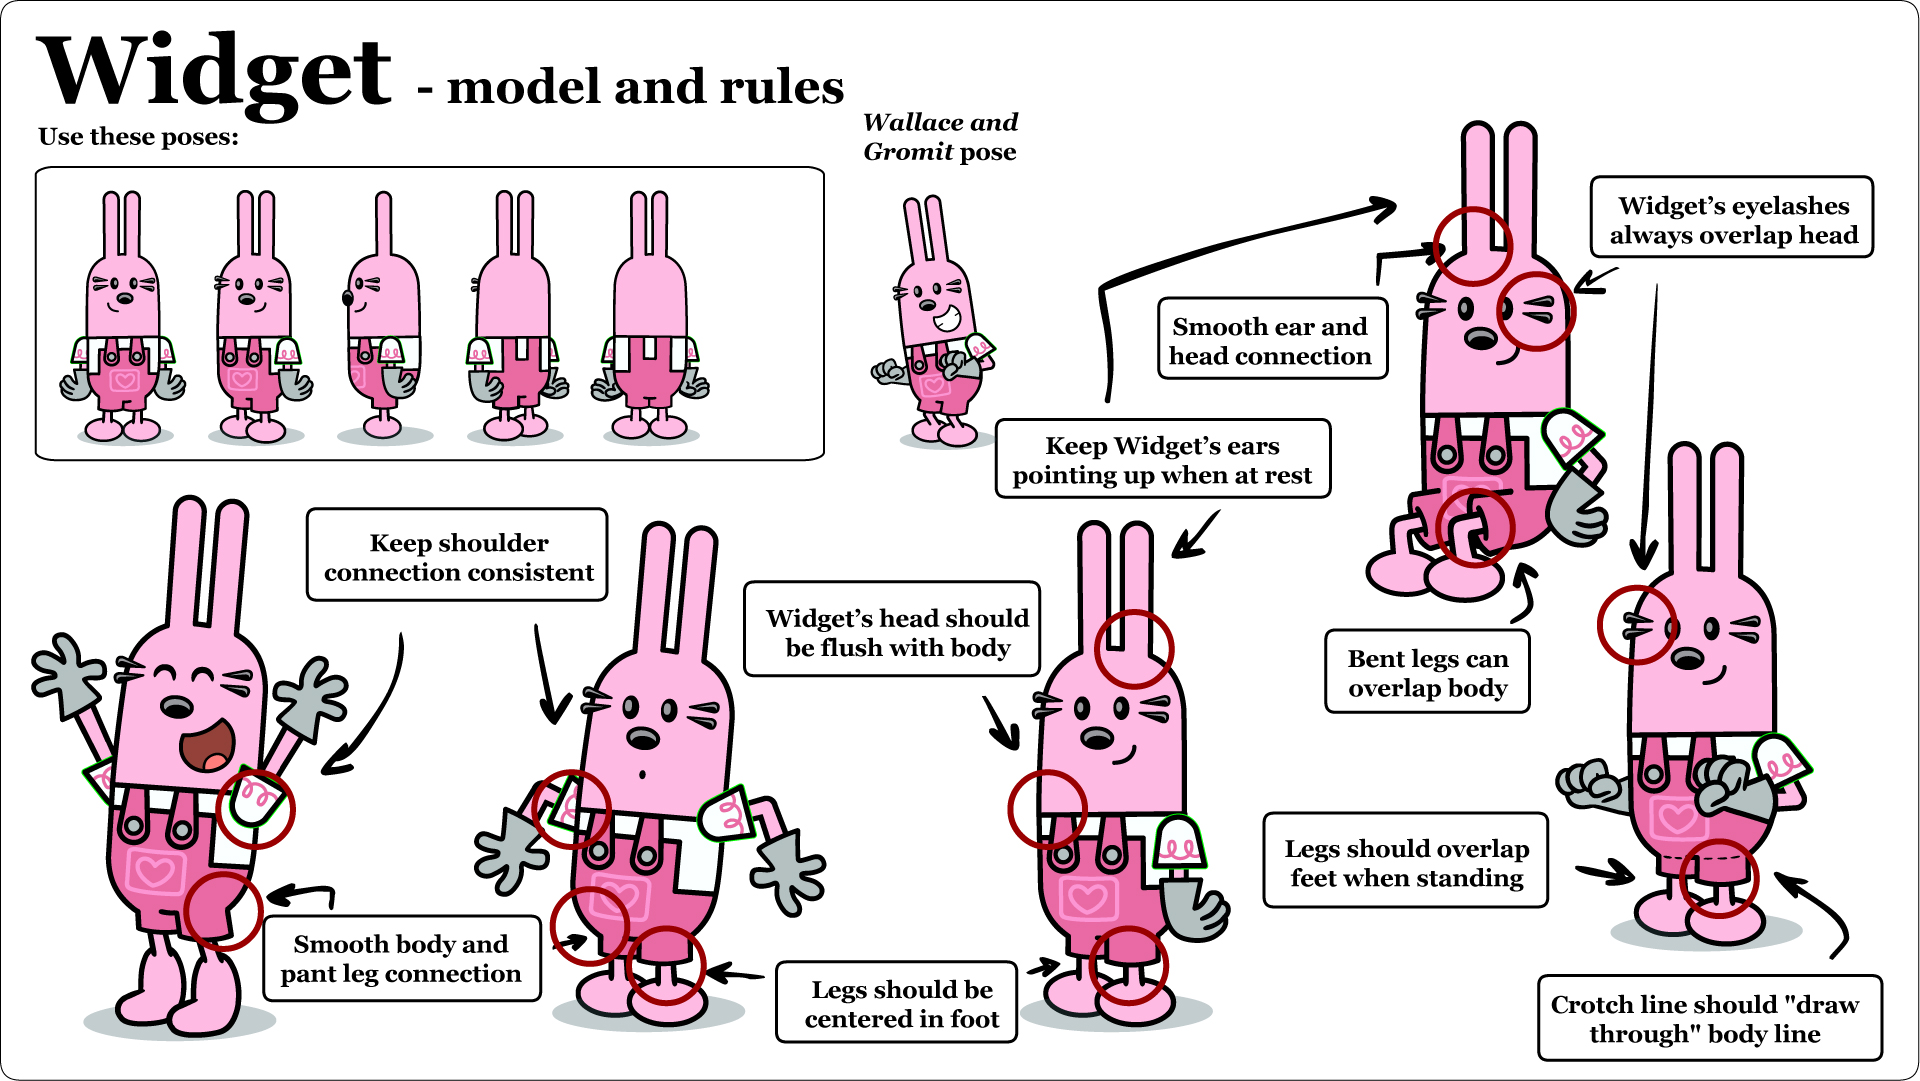 Widget - model and rules
Use these poses:
Wallace and
Gromit pose
Widget’s eyelashes
always overlap head
Smooth ear and
head connection
Keep Widget’s ears
pointing up when at rest
Keep shoulder
connection consistent
Widget’s head should
be flush with body
Bent legs can
overlap body
Legs should overlap
feet when standing
Smooth body and
pant leg connection
Legs should be
centered in foot
Crotch line should "draw
through" body line